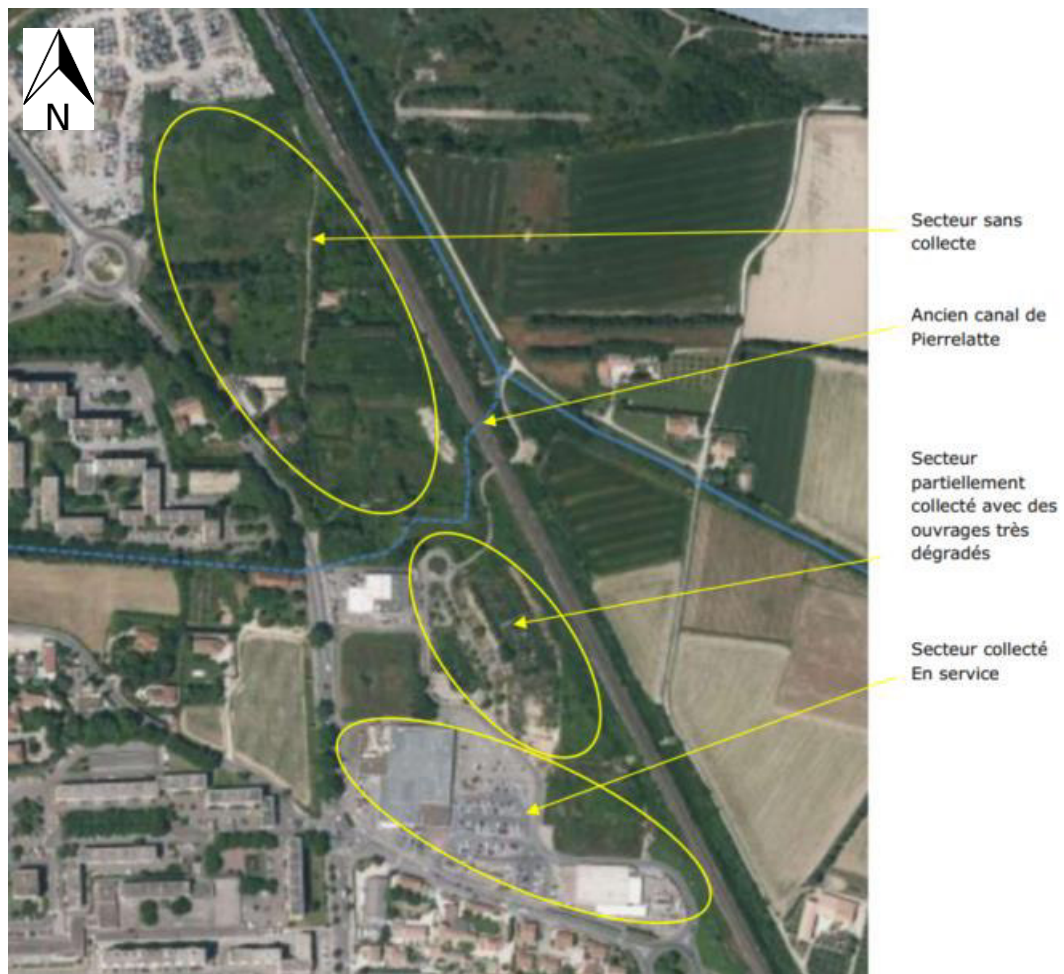 N
Secteur sans
collecte
Ancien canal de
Pierrelatte
Secteur
partiellement
collecté avec des
ouvrages très
dégradés
Secteur collecté
En service